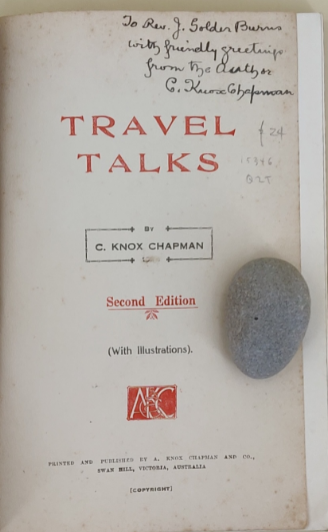 To Rev. J. Golder Burns
with friendly greetings
from the Author
C. Knox Chapman
TRAVEL
TALKS
£24
BY
C. KNOX CHAPMAN
Second Edition
(With Illustrations).
PRINTED AND PUBLISHED BY A. KNOX CHAPMAN AND CO.,
SWAN HILL, VICTORIA, AUSTRALIA
[COPYRIGHT]